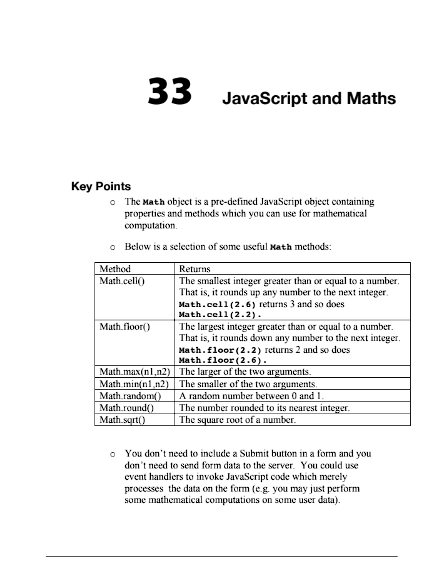 33 JavaScript and Maths
Key Points
o The Math object is a pre-defined JavaScript object containing
properties and methods which you can use for mathematical
computation.
o Below is a selection of some useful Math methods:
Method Returns
Math.cell() The smallest integer greater than or equal to a number.
That is, it rounds up any number to the next integer.
Math.cell(2.6) returns 3 and so does
Math.cell(2.2).
Math.floor() The largest integer greater than or equal to a number.
That is, it rounds down any number to the next integer.
Math.floor(2.2) returns 2 and so does
Math.floor(2.6).
Math.max(n1,n2) The larger of the two arguments.
Math.min(n1,n2) The smaller of the two arguments.
Math.random() A random number between 0 and 1.
Math.round() The number rounded to its nearest integer.
Math.sqrt() The square root of a number.
o You don't need to include a Submit button in a form and you
don't need to send form data to the server. You could use
event handlers to invoke JavaScript code which merely
processes the data on the form (e.g. you may just perform
some mathematical computations on some user data).